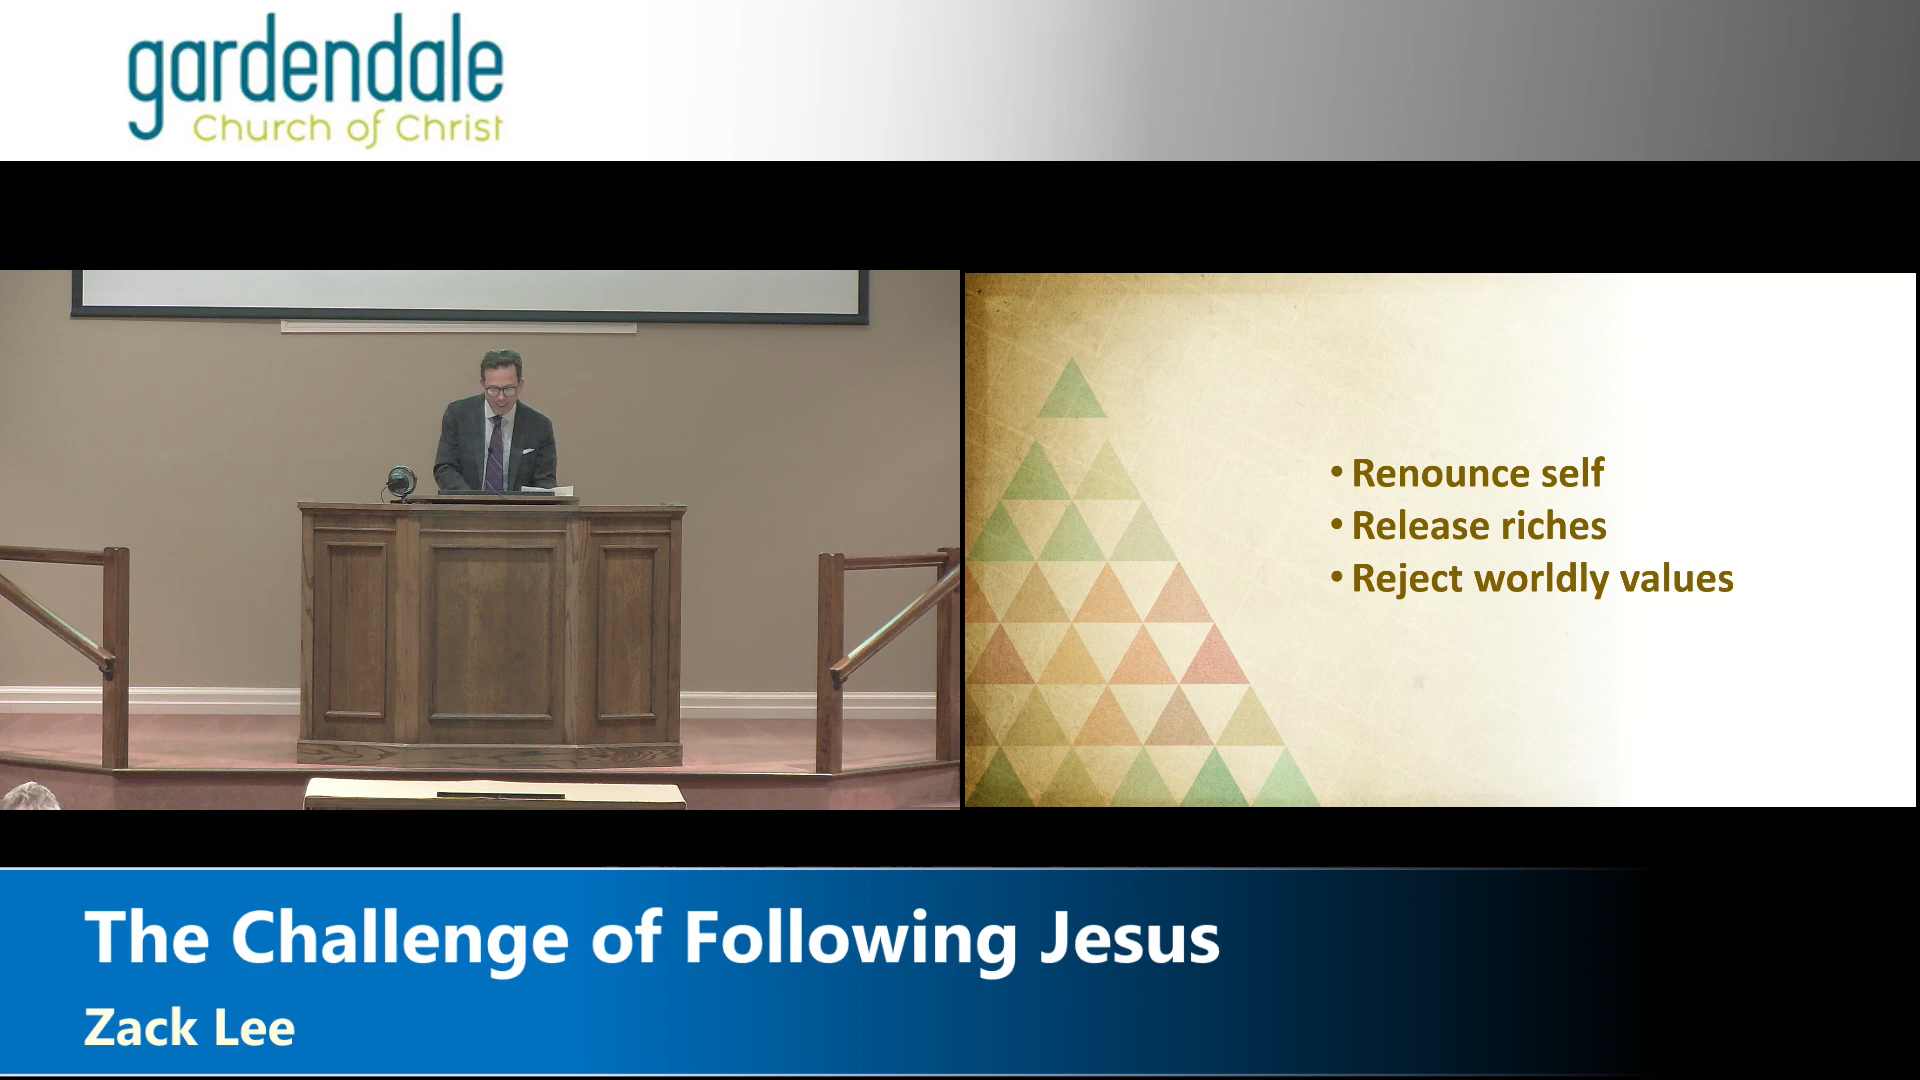 gardendale
Church of Christ
• Renounce self
• Release riches
• Reject worldly values
The Challenge of Following Jesus
Zack Lee